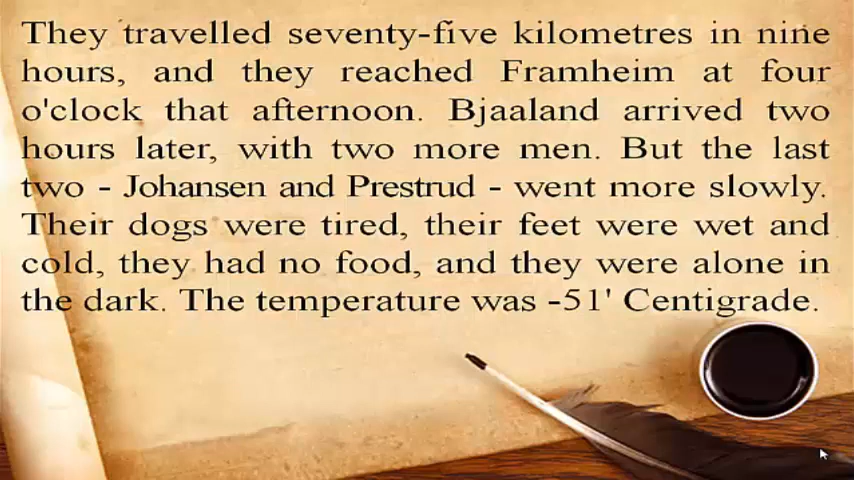 They travelled seventy-five kilometres in nine
hours, and they reached Framheim at four
o'clock that afternoon. Bjaaland arrived two
hours later, with two more men. But the last
two - Johansen and Prestrud - went more slowly.
Their dogs were tired, their feet were wet and
cold, they had no food, and they were alone in
the dark. The temperature was -51' Centigrade.